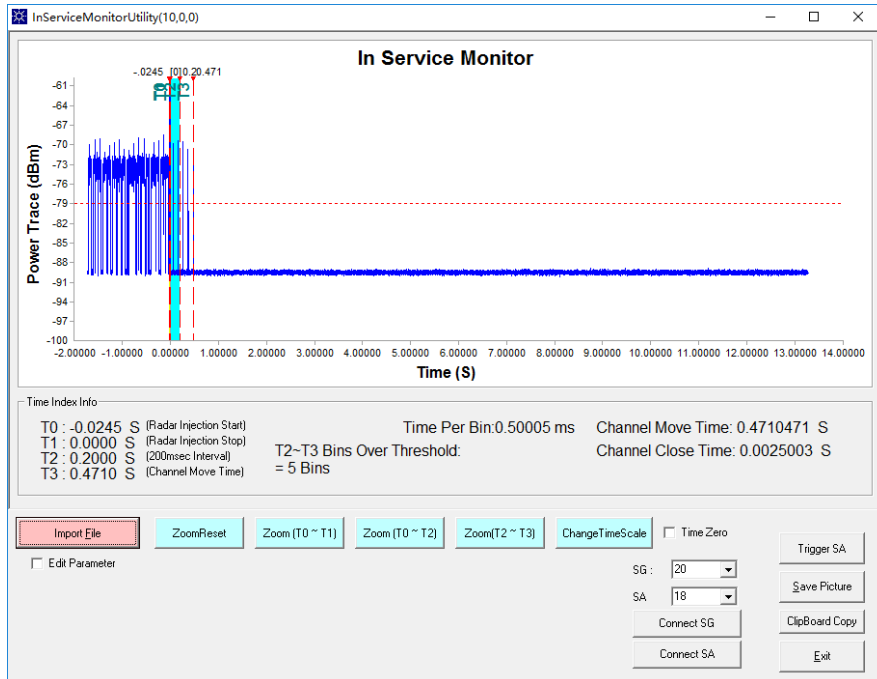 InServiceMonitorUtility(10,0,0)
In Service Monitor
-.0245 [0]0.20.471
T2 T3
Power Trace (dBm)
-61
-64
-67
-70
-73
-76
-79
-82
-85
-88
-91
-94
-97
-100
-2.00000 -1.00000 0.00000 1.00000 2.00000 3.00000 4.00000 5.00000 6.00000 7.00000 8.00000 9.00000 10.00000 11.00000 12.00000 13.00000 14.00000
Time (S)
Time Index Info
T0 : -0.0245 S (Radar Injection Start)
T1 : 0.0000 S (Radar Injection Stop)
T2 : 0.2000 S (200msec Interval)
T3 : 0.4710 S (Channel Move Time)
Time Per Bin:0.50005 ms
T2~T3 Bins Over Threshold:
= 5 Bins
Channel Move Time: 0.4710471 S
Channel Close Time: 0.0025003 S
Import File
ZoomReset
Zoom (T0 ~ T1)
Zoom (T0 ~ T2)
Zoom(T2 ~ T3)
ChangeTimeScale
Time Zero
Edit Parameter
SG : 20
SA 18
Connect SG
Connect SA
Trigger SA
Save Picture
ClipBoard Copy
Exit